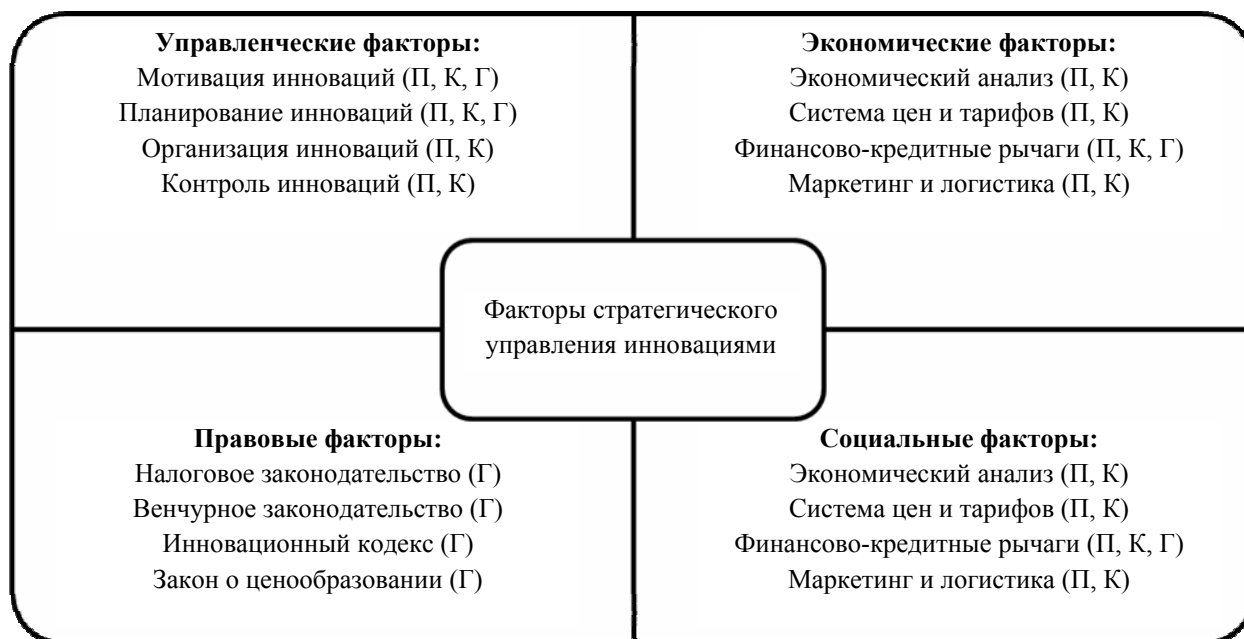 Управленческие факторы:
Мотивация инноваций (П, К, Г)
Планирование инноваций (П, К, Г)
Организация инноваций (П, К)
Контроль инноваций (П, К)
Экономические факторы:
Экономический анализ (П, К)
Система цен и тарифов (П, К)
Финансово-кредитные рычаги (П, К, Г)
Маркетинг и логистика (П, К)
Факторы стратегического
управления инновациями
Правовые факторы:
Налоговое законодательство (Г)
Венчурное законодательство (Г)
Инновационный кодекс (Г)
Закон о ценообразовании (Г)
Социальные факторы:
Экономический анализ (П, К)
Система цен и тарифов (П, К)
Финансово-кредитные рычаги (П, К, Г)
Маркетинг и логистика (П, К)